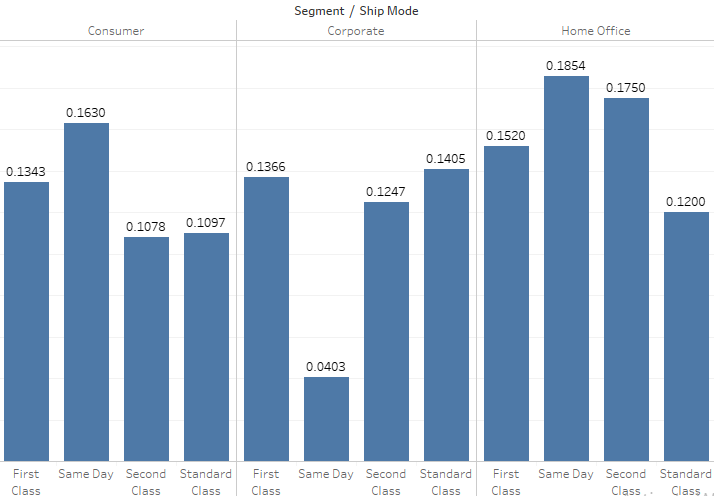 Segment / Ship Mode
Consumer Corporate Home Office
0.1343 0.1630 0.1078 0.1097 0.1366 0.0403 0.1247 0.1405 0.1520 0.1854 0.1750 0.1200
First Same Day Second Standard First Same Day Second Standard First Same Day Second Standard
Class Class Class Class Class Class Class Class Class